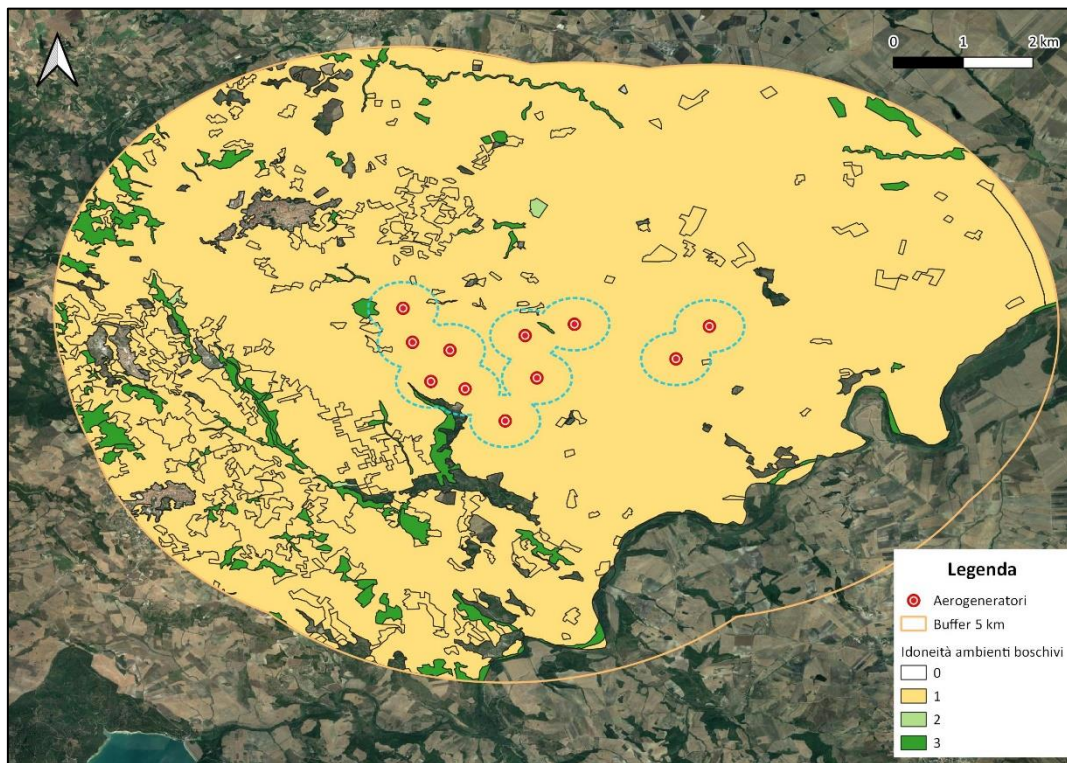 0 1 2 km
Legenda
Aerogeneratori
Buffer 5 km
Idoneità ambienti boschivi
0
1
2
3